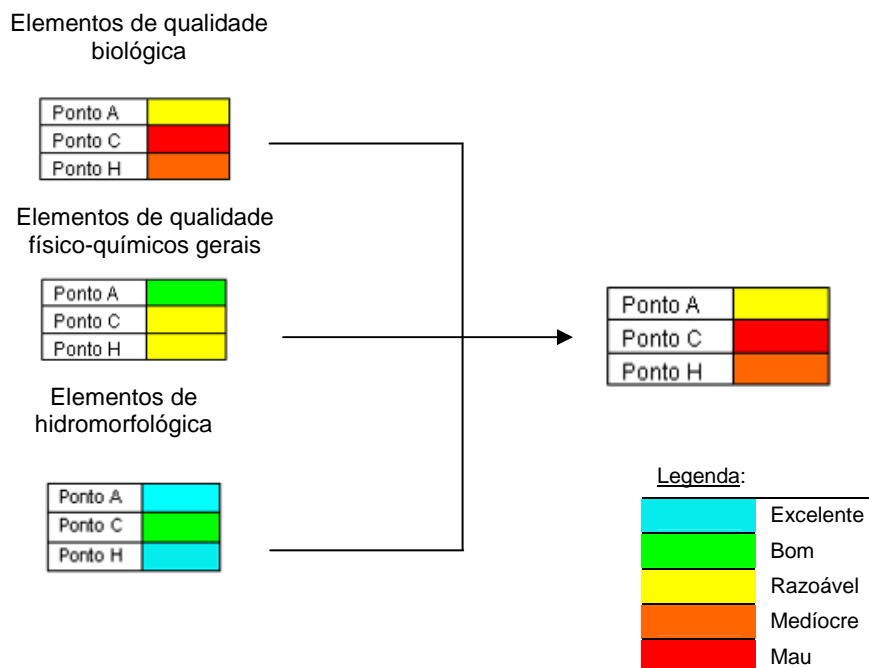 Elementos de qualidade
biológica
Ponto A
Ponto C
Ponto H
Elementos de qualidade
físico-químicos gerais
Ponto A
Ponto C
Ponto H
Elementos de
hidromorfológica
Ponto A
Ponto C
Ponto H
Ponto A
Ponto C
Ponto H
Legenda:
Excelente
Bom
Razoável
Medíocre
Mau